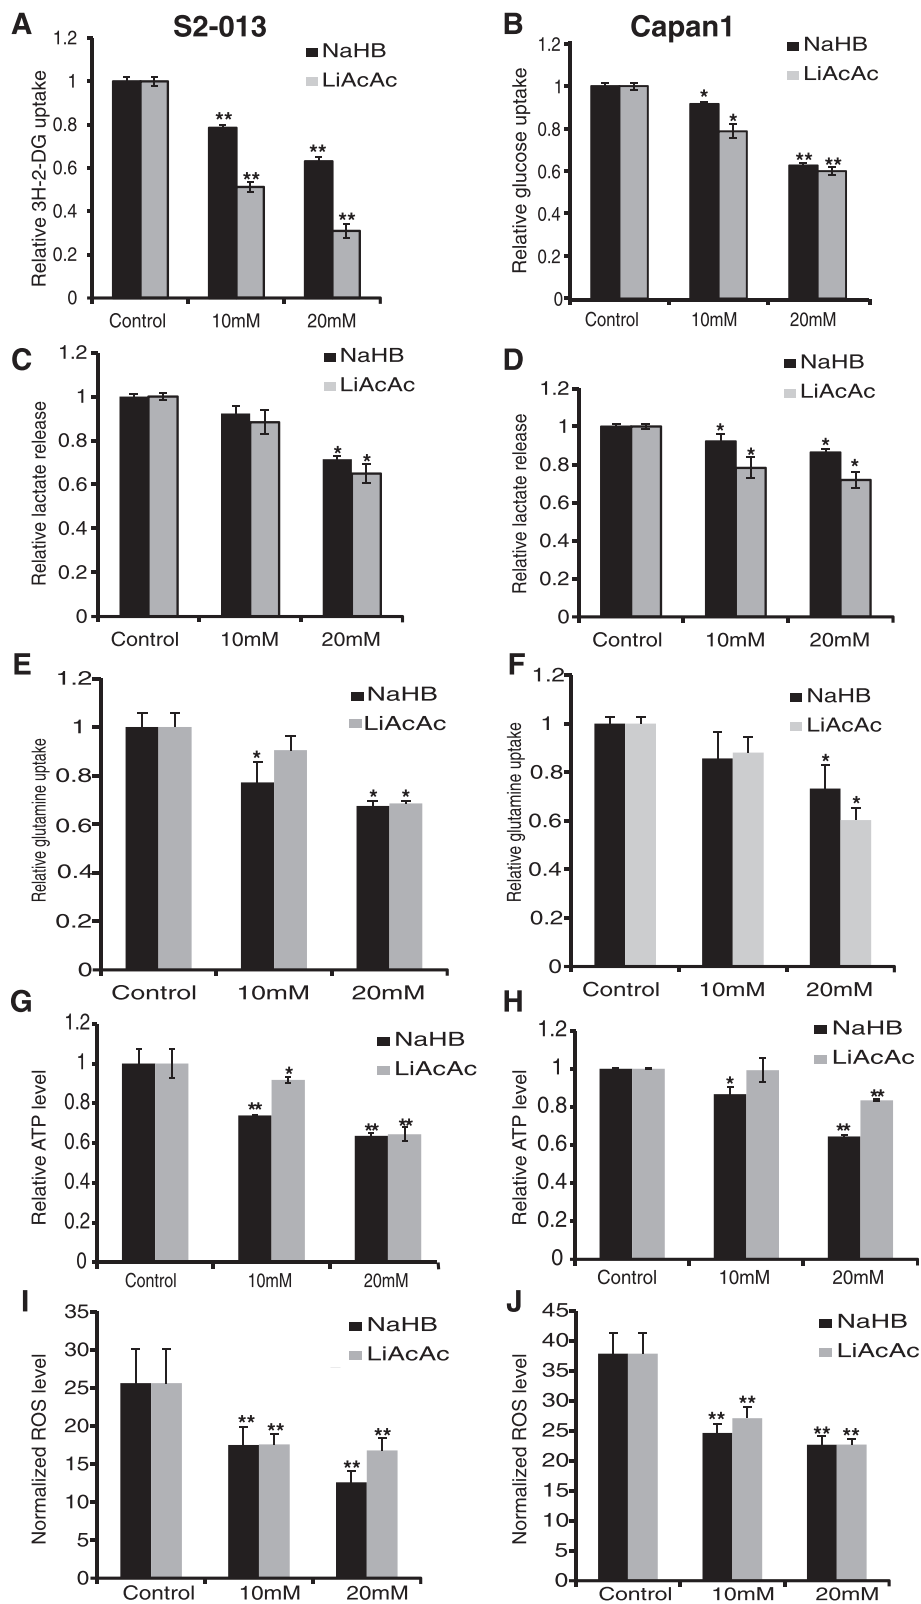 A S2-013
Relative 3H-2-DG uptake
1.2
1
0.8
0.6
0.4
0.2
0
NaHB
LiAcAc
** ** ** **
Control 10mM 20mM
B Capan1
Relative glucose uptake
1.2
1
0.8
0.6
0.4
0.2
0
NaHB
LiAcAc
* * ** **
Control 10mM 20mM
C
Relative lactate release
1.2
1
0.8
0.6
0.4
0.2
0
NaHB
LiAcAc
* *
Control 10mM 20mM
D
Relative lactate release
1.2
1
0.8
0.6
0.4
0.2
0
NaHB
LiAcAc
* * * *
Control 10mM 20mM
E
Relative glutamine uptake
1.2
1
0.8
0.6
0.4
0.2
0
NaHB
LiAcAc
* * *
Control 10mM 20mM
F
Relative glutamine uptake
1.2
1
0.8
0.6
0.4
0.2
0
NaHB
LiAcAc
* *
Control 10mM 20mM
G
Relative ATP level
1.2
1
0.8
0.6
0.4
0.2
0
NaHB
LiAcAc
** * ** **
Control 10mM 20mM
H
Relative ATP level
1.2
1
0.8
0.6
0.4
0.2
0
NaHB
LiAcAc
* ** **
Control 10mM 20mM
I
Normalized ROS level
35
30
25
20
15
10
5
0
NaHB
LiAcAc
** ** ** **
Control 10mM 20mM
J
Normalized ROS level
45
40
35
30
25
20
15
10
5
0
NaHB
LiAcAc
** ** ** **
Control 10mM 20mM